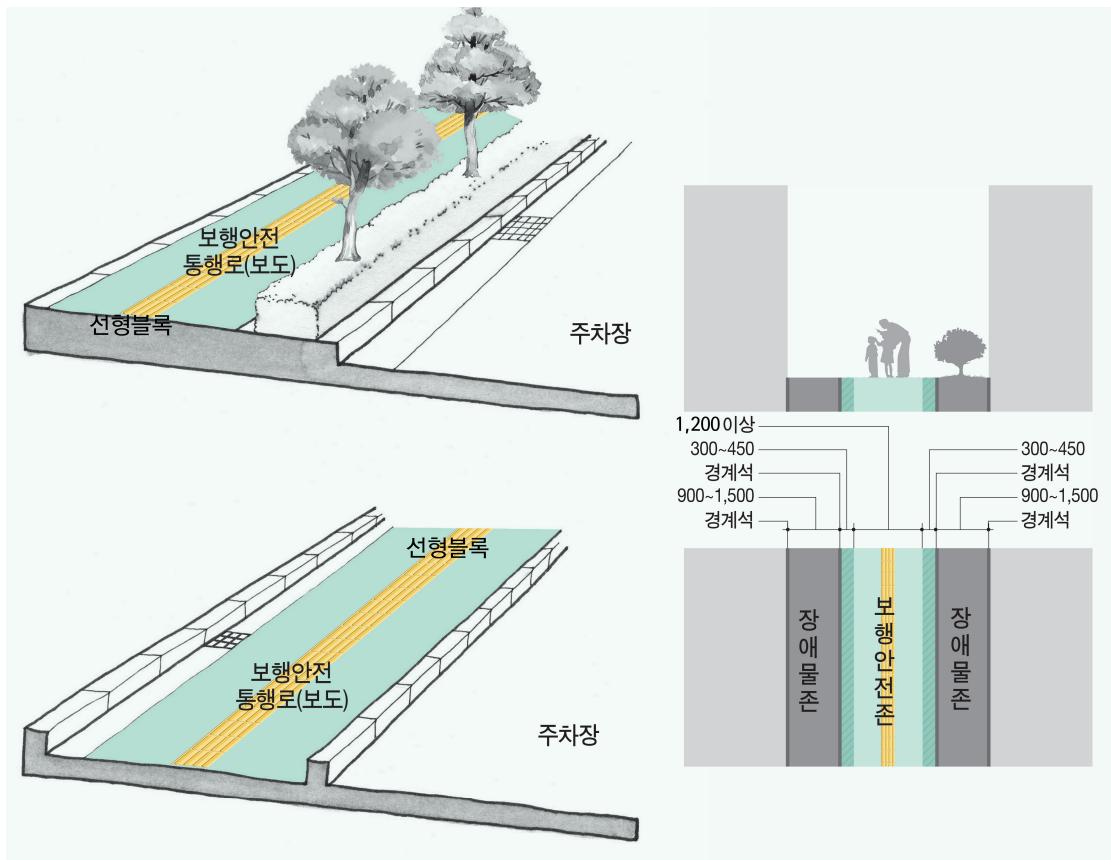 보행안전
통행로(보도)
선형블록
주차장
선형블록
보행안전
통행로(보도)
주차장
1,200이상
300~450
경계석
900~1,500
경계석
300~450
경계석
900~1,500
경계석
장애물존
보행안전존
장애물존